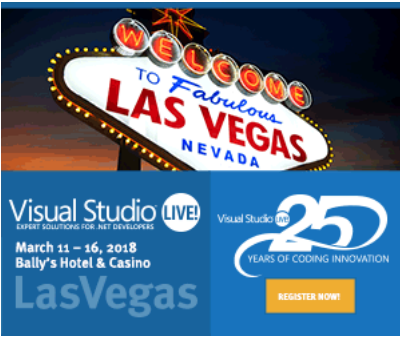 WELCOME
TO Fabulous
LAS VEGAS
NEVADA
Visual Studio LIVE!
EXPERT SOLUTIONS FOR .NET DEVELOPERS
March 11 – 16, 2018
Bally's Hotel & Casino
LasVegas
Visual Studio LIVE! 25
YEARS OF CODING INNOVATION
REGISTER NOW!